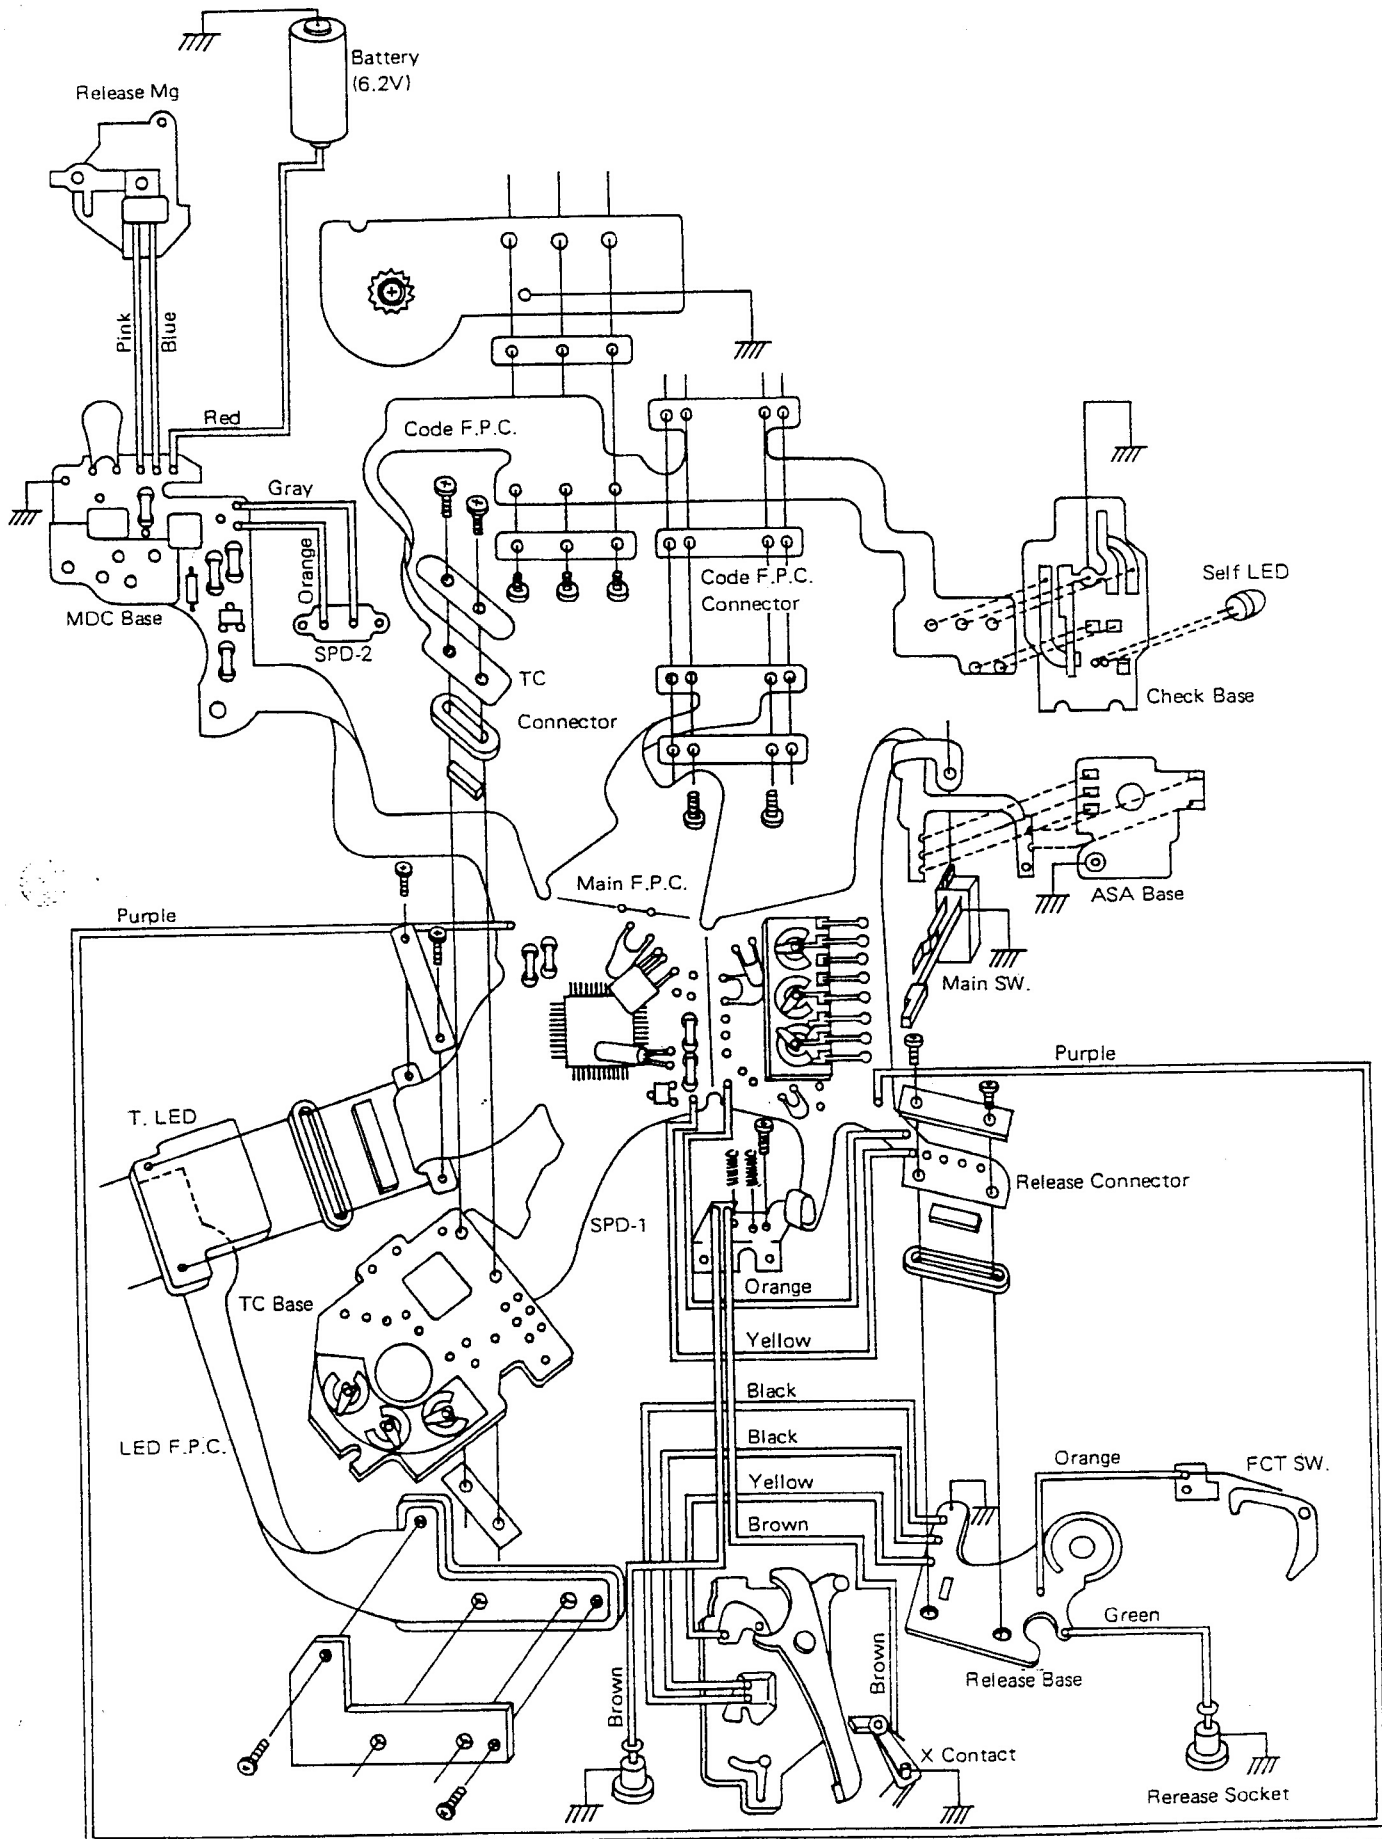 Battery
(6.2V)
Release Mg
Pink
Blue
Red
Code F.P.C.
Gray
Orange
MDC Base
SPD-2
Code F.P.C.
Connector
Self LED
TC
Connector
Check Base
Main F.P.C.
ASA Base
Purple
Main SW.
Purple
T. LED
Release Connector
SPD-1
Orange
TC Base
Yellow
Black
Black
LED F.P.C.
Orange
FCT SW.
Yellow
Brown
Green
Release Base
Brown
Brown
X Contact
Rerease Socket